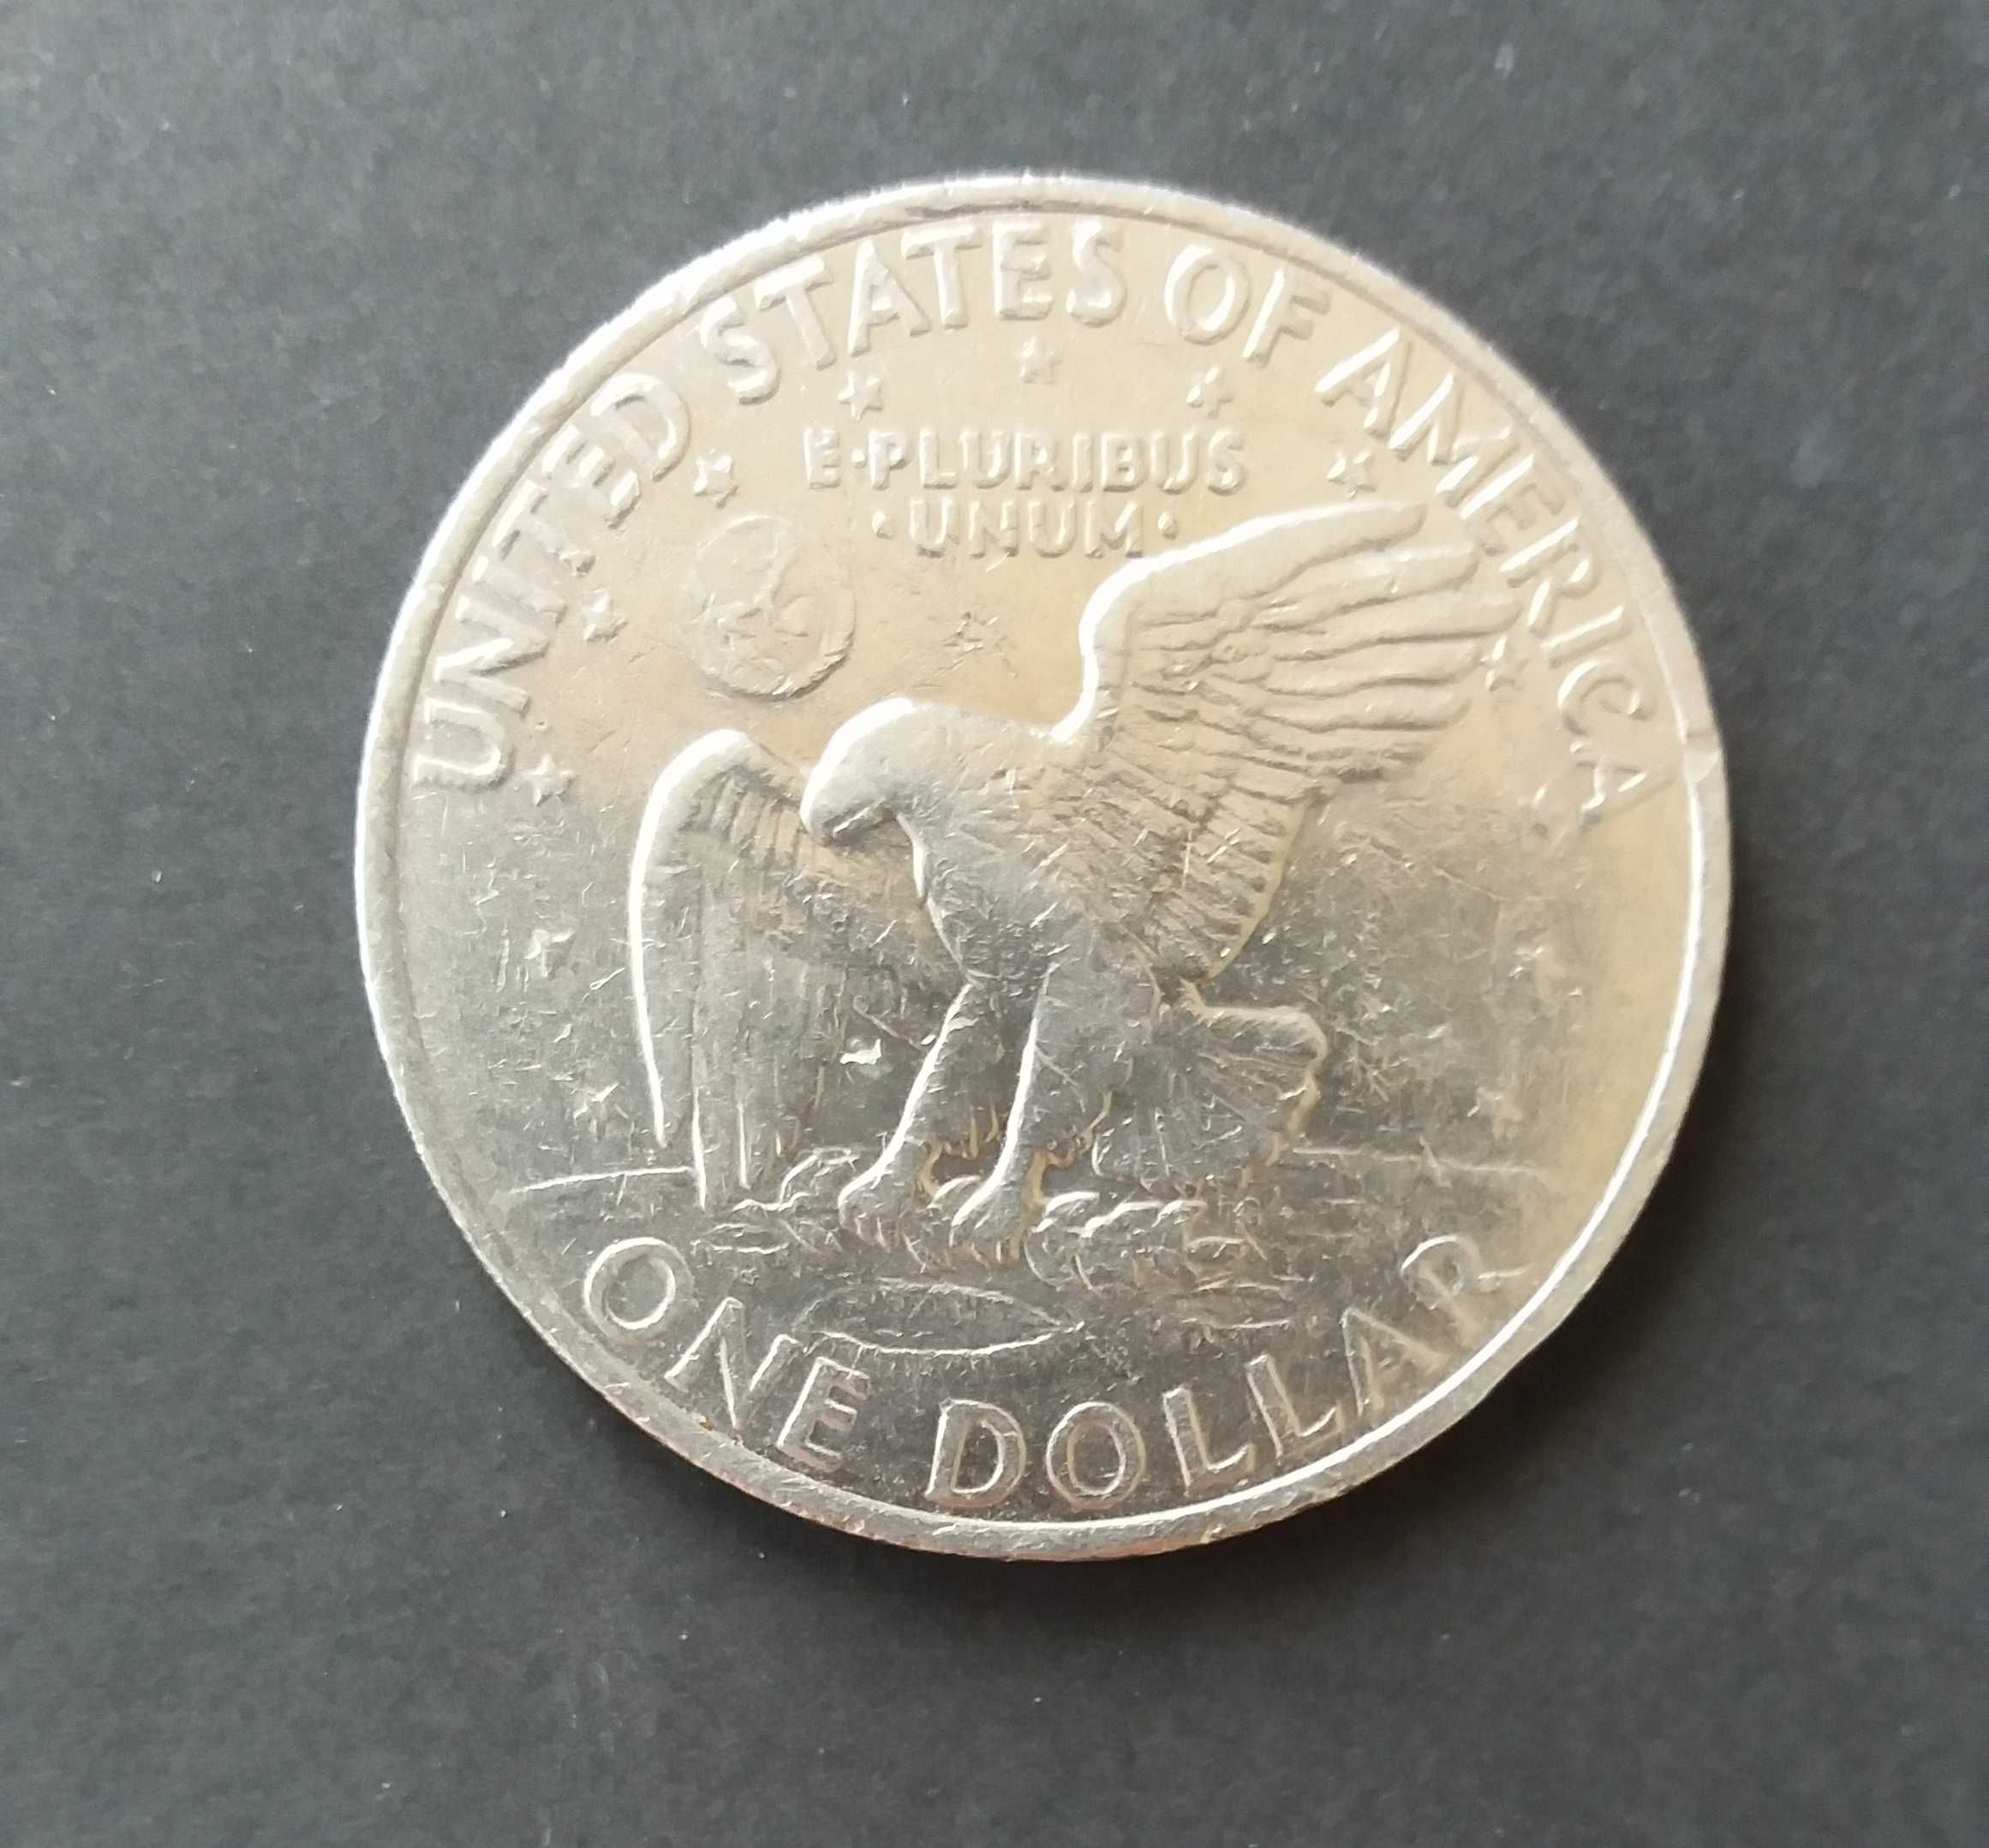 UNITED STATES OF AMERICA
E·PLURIBUS
·UNUM·
ONE DOLLAR